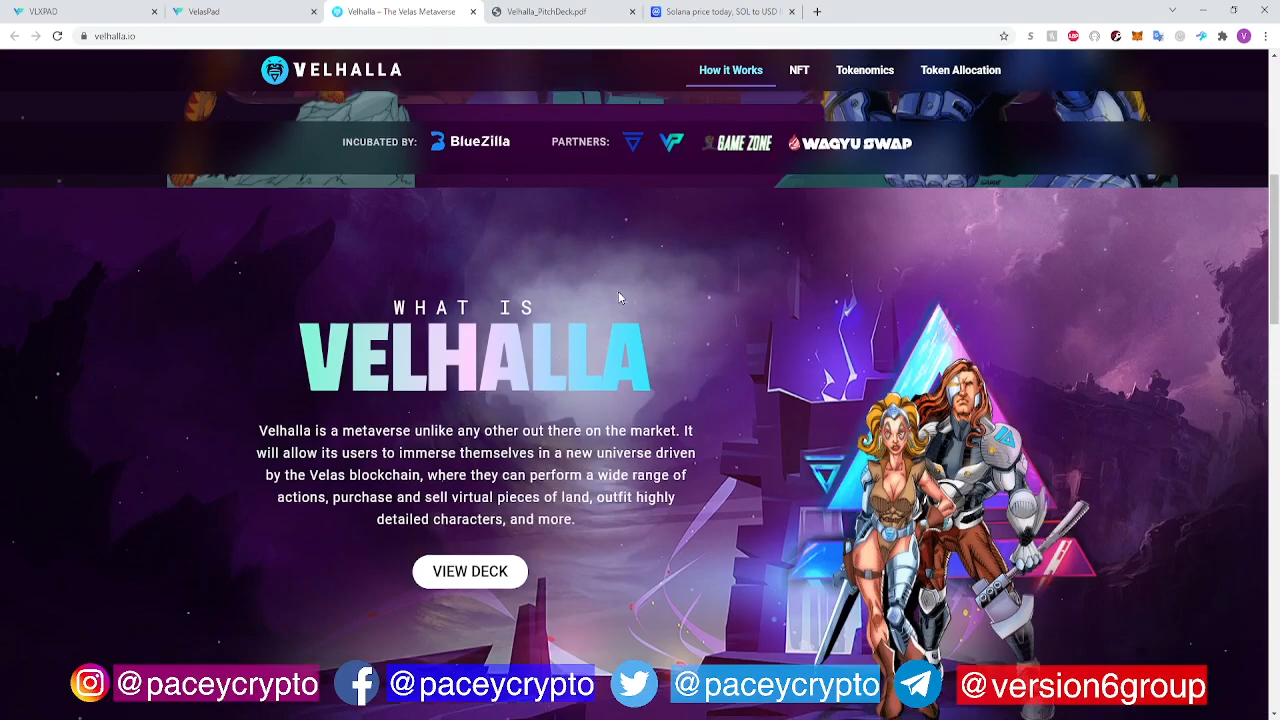 VLXPAD
VelasPad
Velhalla – The Velas Metaverse
Velhalla_PitchDeck.pdf
Solana price today, SOL to USD
velhalla.io
VELHALLA
How it Works
NFT
Tokenomics
Token Allocation
INCUBATED BY:
BlueZilla
PARTNERS:
GAME ZONE
WAGYU SWAP
WHAT IS
VELHALLA
Velhalla is a metaverse unlike any other out there on the market. It
will allow its users to immerse themselves in a new universe driven
by the Velas blockchain, where they can perform a wide range of
actions, purchase and sell virtual pieces of land, outfit highly
detailed characters, and more.
VIEW DECK
@paceycrypto
@paceycrypto
@paceycrypto
@version6group